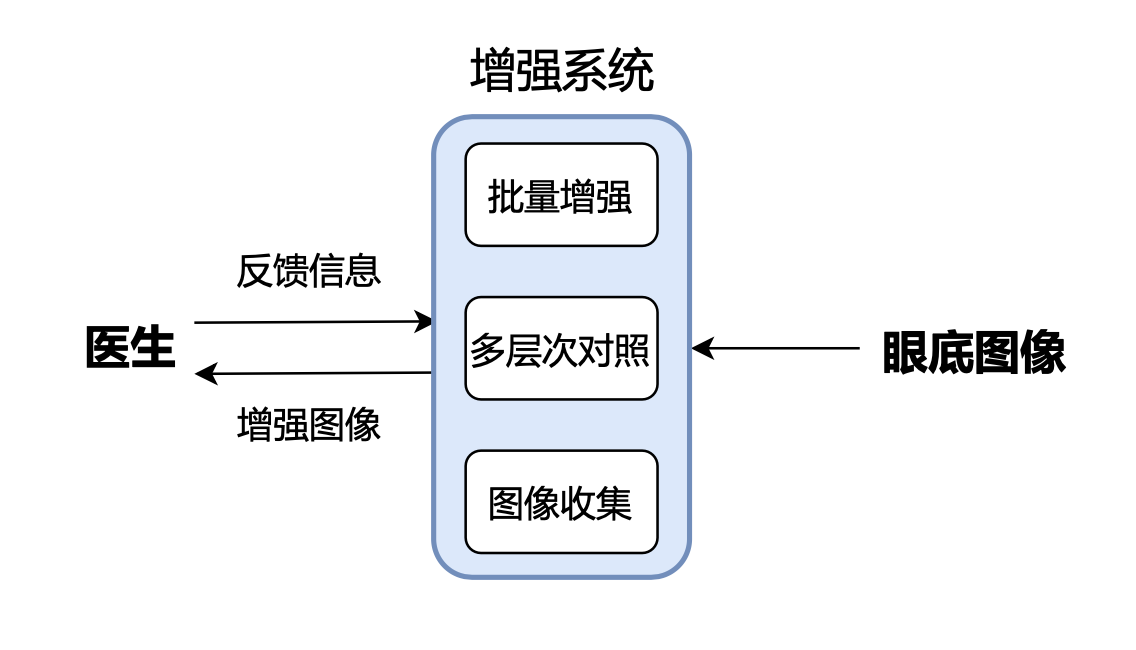 增强系统
批量增强
反馈信息
医生
多层次对照
眼底图像
增强图像
图像收集